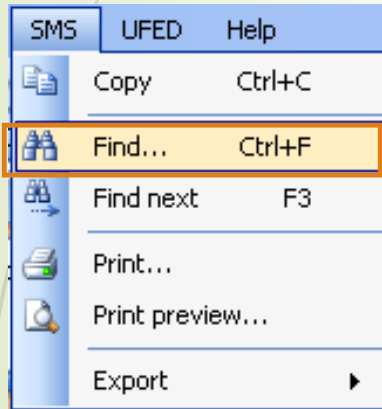 SMS UFED Help
Copy Ctrl+C
Find... Ctrl+F
Find next F3
Print...
Print preview...
Export